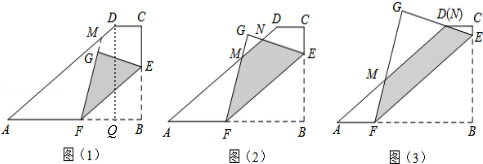 D C
M
G
E
A F Q B
图（1）
G N D C
M
E
A F B
图（2）
G
D(N) C
E
M
A F B
图（3）